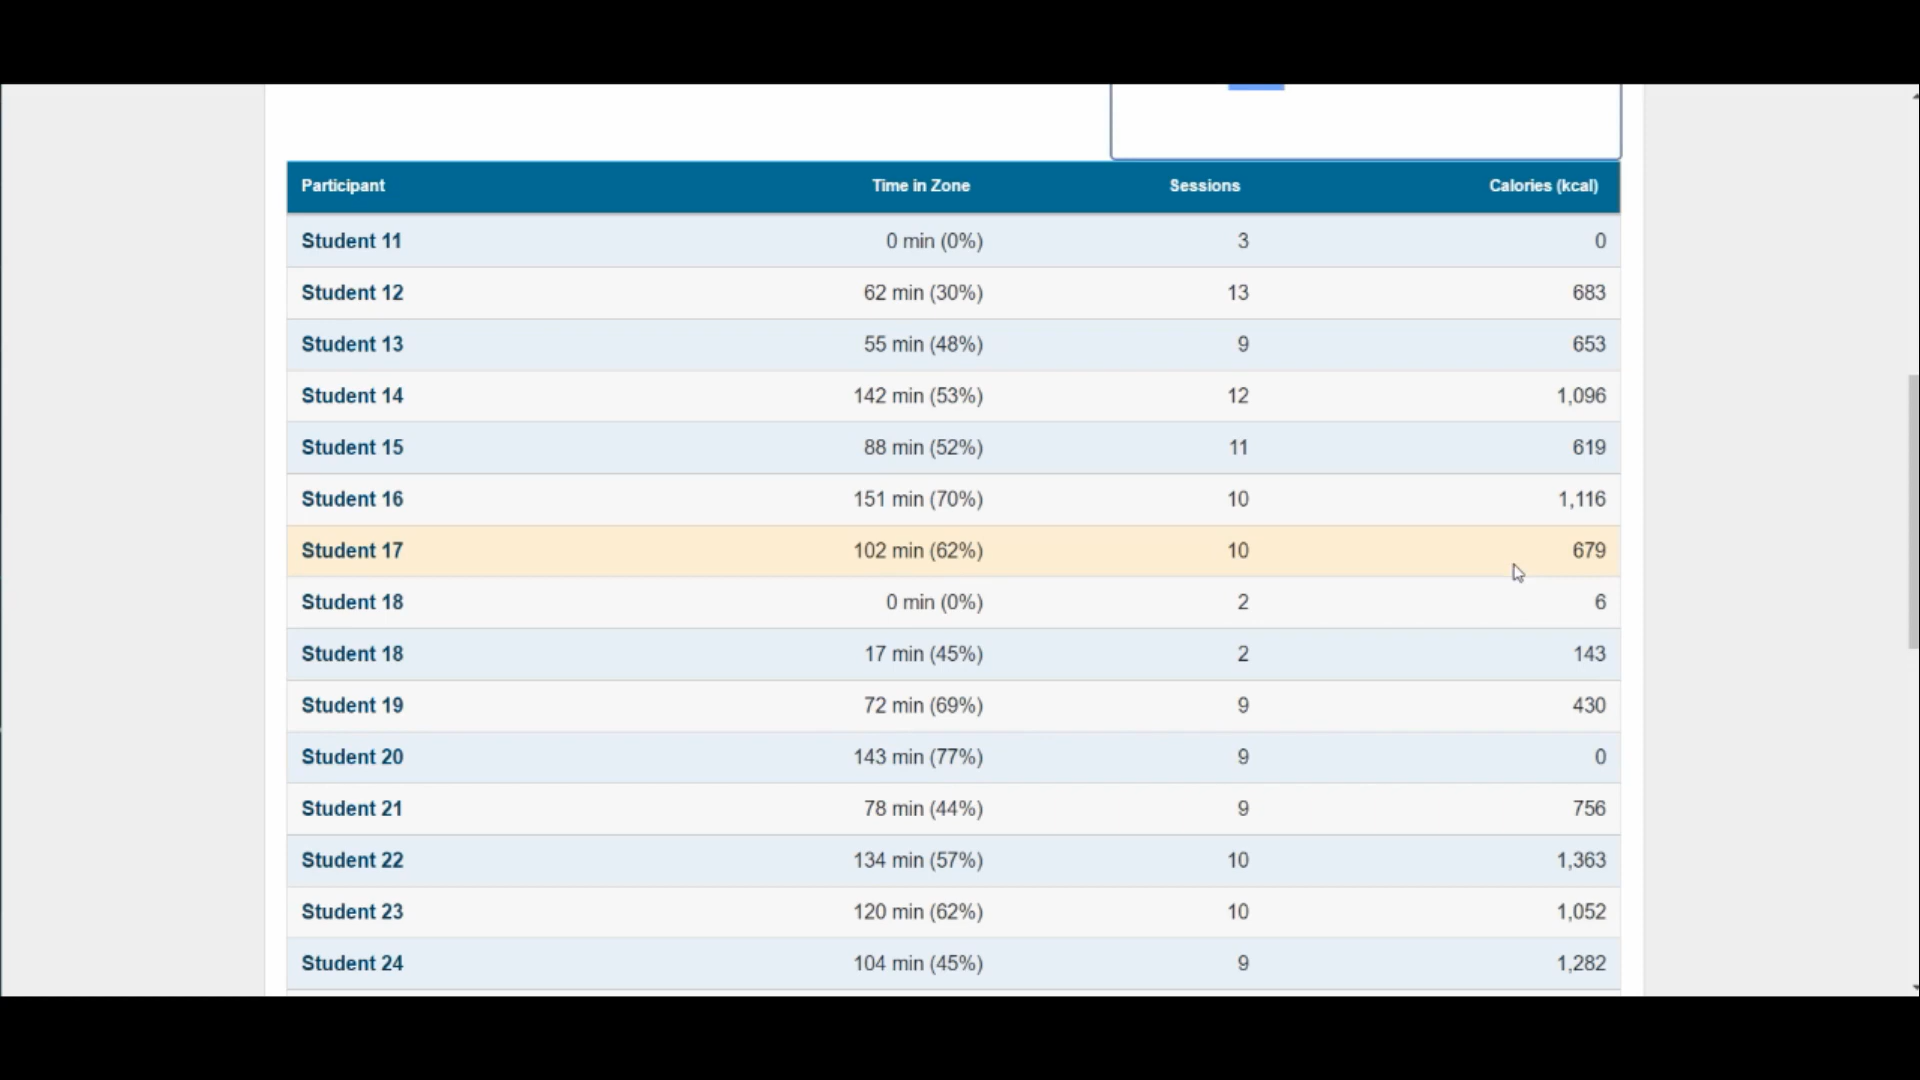 Participant Time in Zone Sessions Calories (kcal)
Student 11 0 min (0%) 3 0
Student 12 62 min (30%) 13 683
Student 13 55 min (48%) 9 653
Student 14 142 min (53%) 12 1,096
Student 15 88 min (52%) 11 619
Student 16 151 min (70%) 10 1,116
Student 17 102 min (62%) 10 679
Student 18 0 min (0%) 2 6
Student 18 17 min (45%) 2 143
Student 19 72 min (69%) 9 430
Student 20 143 min (77%) 9 0
Student 21 78 min (44%) 9 756
Student 22 134 min (57%) 10 1,363
Student 23 120 min (62%) 10 1,052
Student 24 104 min (45%) 9 1,282